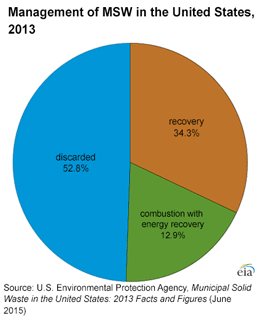 Management of MSW in the United States,
2013
recovery
34.3%
discarded
52.8%
combustion with
energy recovery
12.9%
eia
Source: U.S. Environmental Protection Agency, Municipal Solid
Waste in the United States: 2013 Facts and Figures (June
2015)